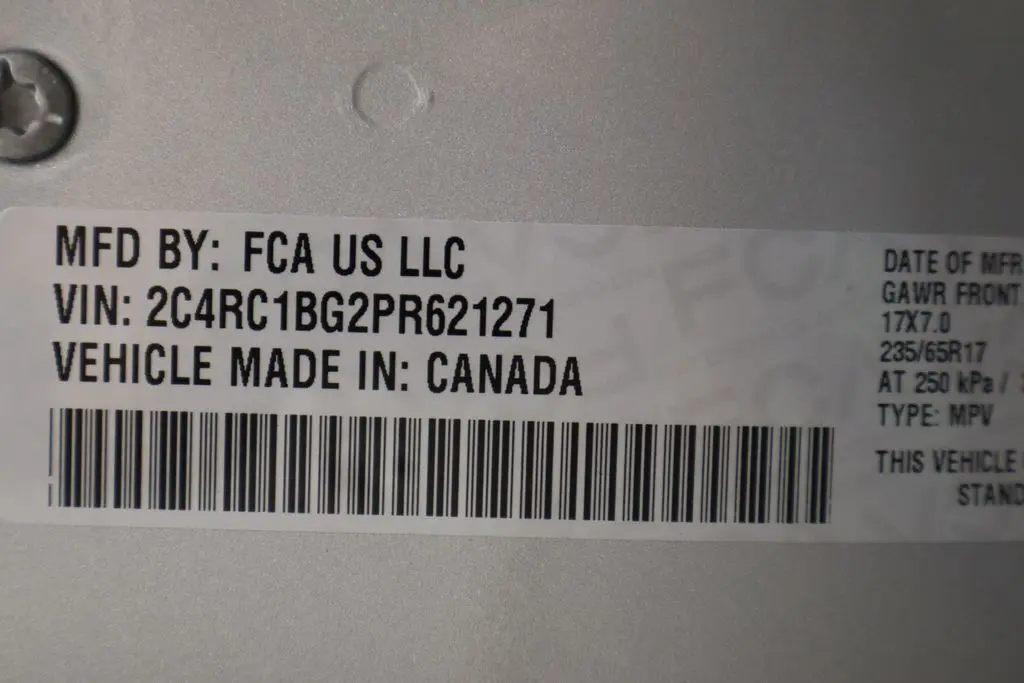 MFD BY: FCA US LLC
VIN: 2C4RC1BG2PR621271
VEHICLE MADE IN: CANADA
DATE OF MFR
GAWR FRONT
17X7.0
235/65R17
AT 250 kPa /
TYPE: MPV
THIS VEHICLE
STAND